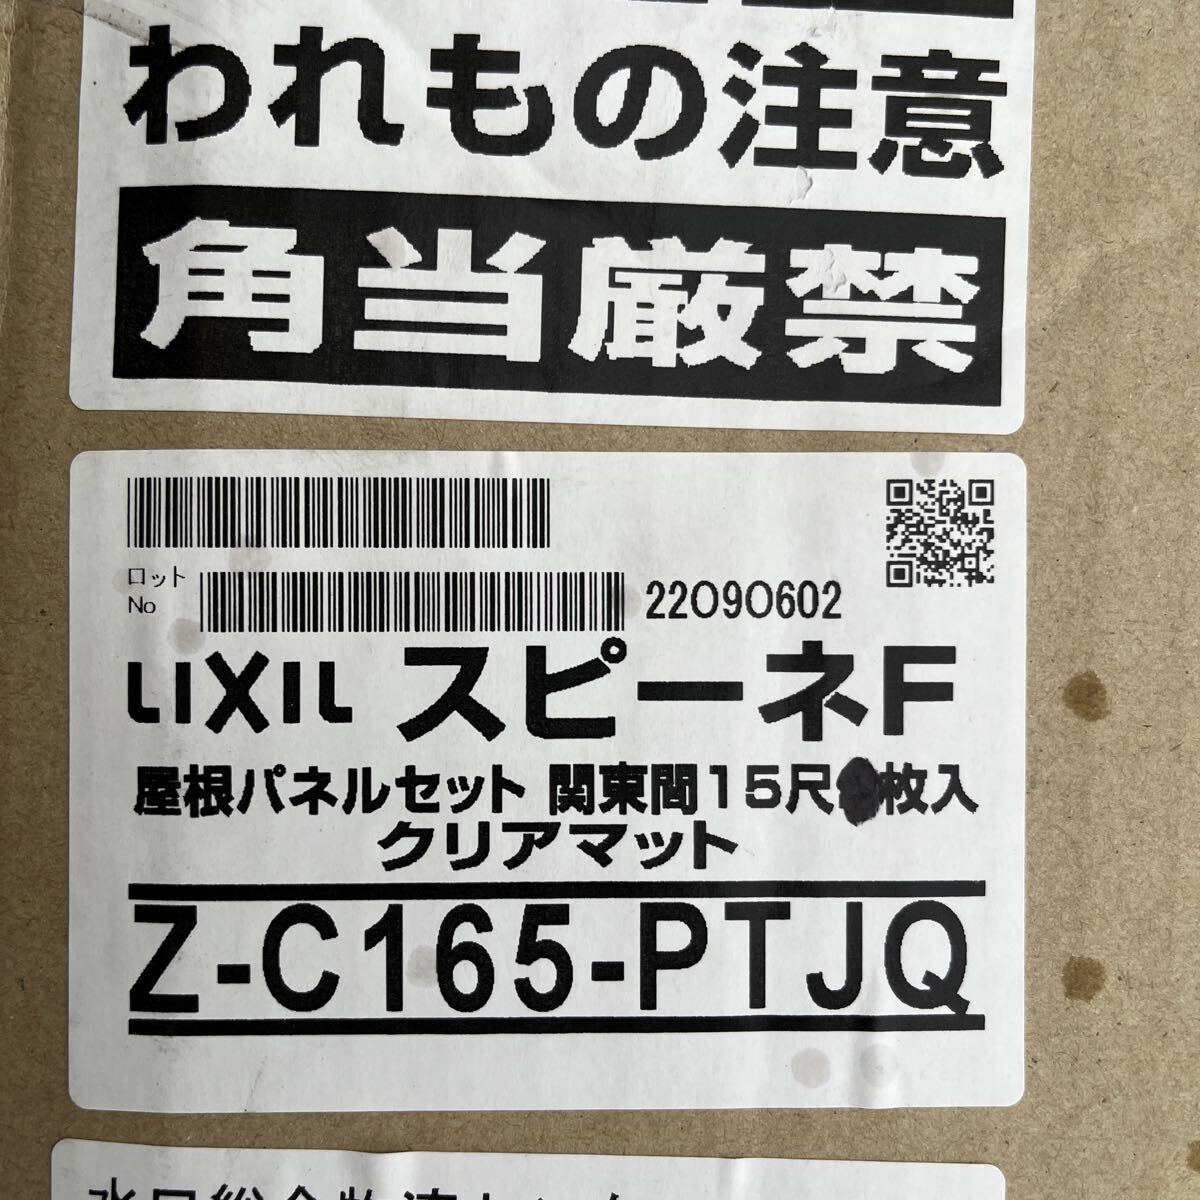 われもの注意
角当厳禁
ロット
No
22090602
LIXIL スピーネF
屋根パネルセット 関東間15尺 枚入
クリアマット
Z-C165-PTJQ